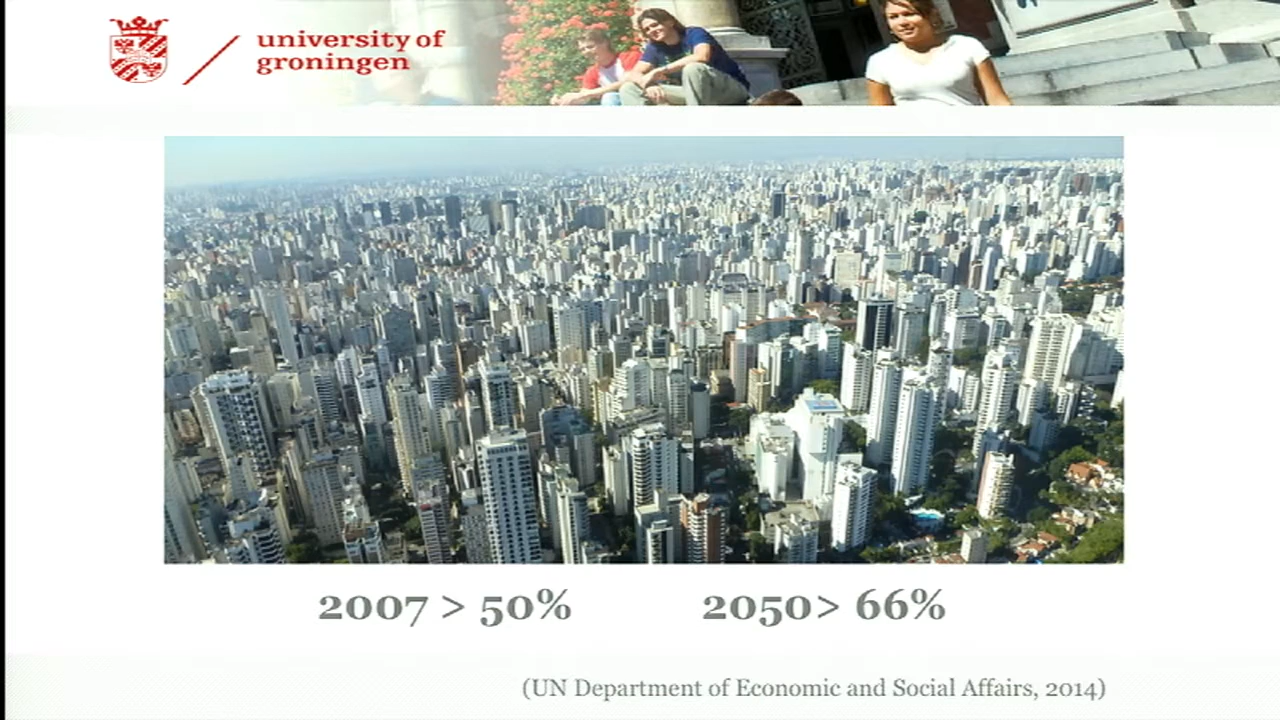 university of
groningen
2007 > 50%
2050> 66%
(UN Department of Economic and Social Affairs, 2014)